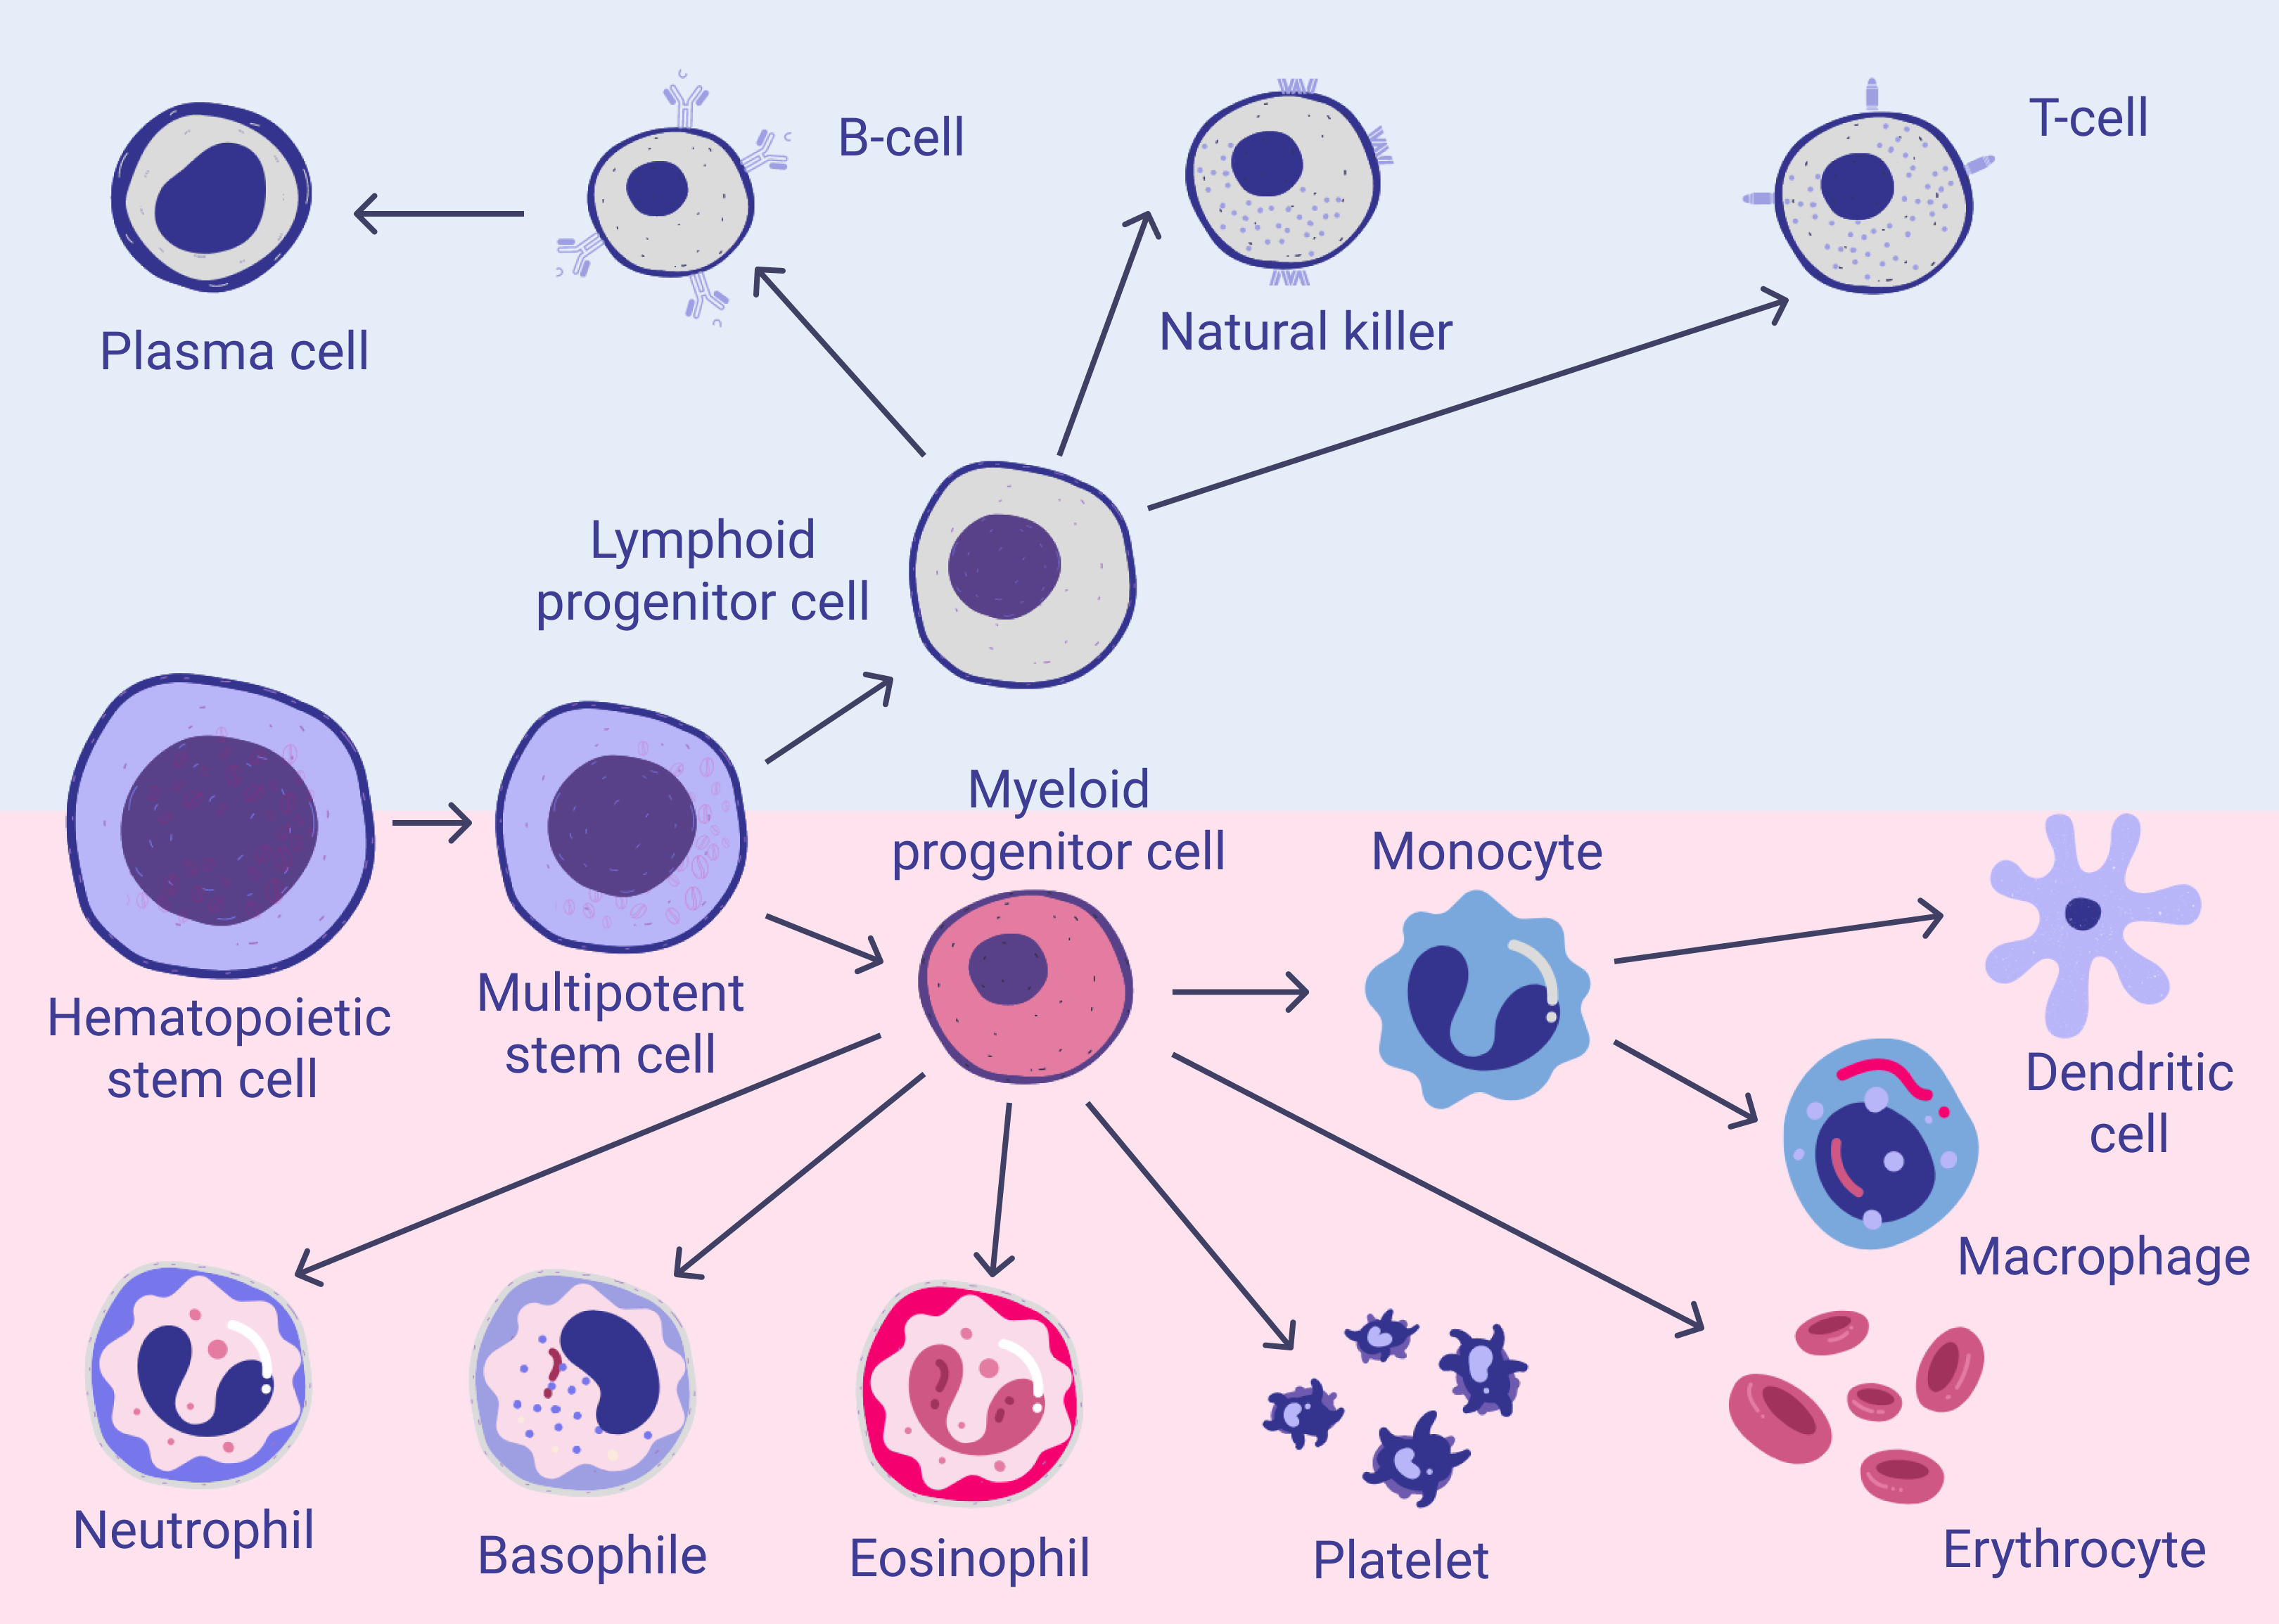 B-cell
T-cell
Plasma cell
Natural killer
Lymphoid
progenitor cell
Myeloid
progenitor cell
Monocyte
Hematopoietic
stem cell
Multipotent
stem cell
Dendritic
cell
Macrophage
Neutrophil
Basophile
Eosinophil
Platelet
Erythrocyte